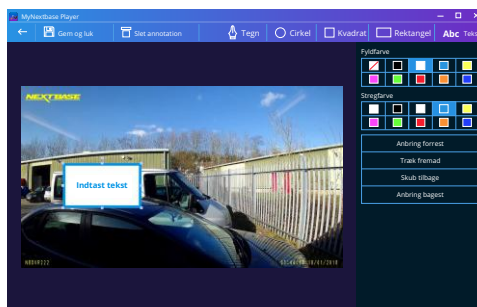 MyNextbase Player
Gem og luk
Slet annotation
Tegn
Cirkel
Kvadrat
Rektangel
Abc Teks
Fyldfarve
Stregfarve
Anbring forrest
Træk fremad
Skub tilbage
Anbring bagest
NEXTBASE
Indtast tekst